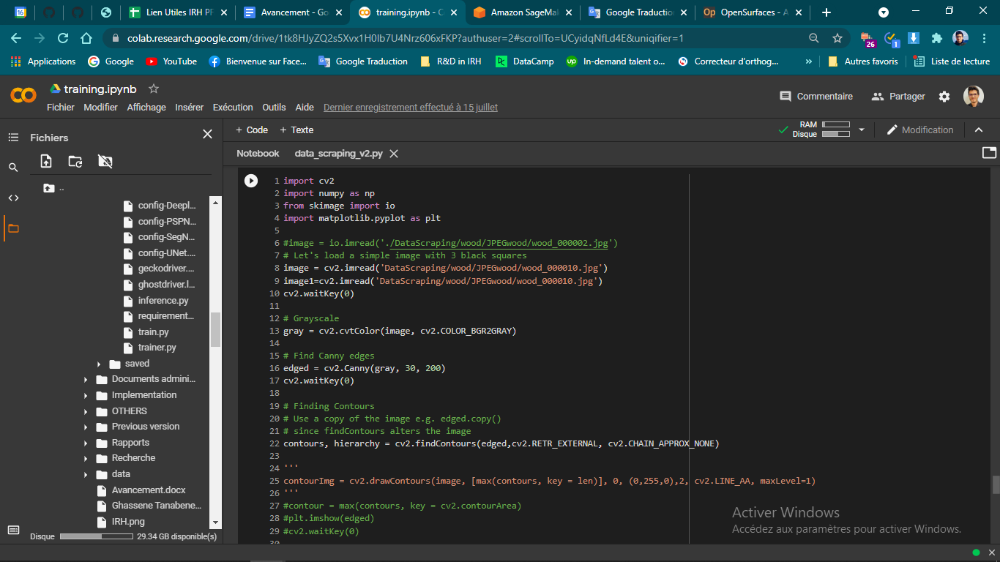 16
Lien Utiles IRH PF
Avancement - Go
training.ipynb - C
Amazon SageMak
Google Traduction
Op OpenSurfaces - A
colab.research.google.com/drive/1tk8HJyZQ2s5Xvx1H0Ib7U4Nrz606xFKP?authuser=2#scrollTo=UCyidqNfLd4E&uniqifier=1
26
1
Applications
Google
YouTube
Bienvenue sur Face...
Google Traduction
R&D in IRH
DataCamp
up In-demand talent o...
Correcteur d'orthog...
»
Autres favoris
Liste de lecture
training.ipynb
Fichier Modifier Affichage Insérer Exécution Outils Aide Dernier enregistrement effectué à 15 juillet
Commentaire
Partager
Fichiers
+ Code + Texte
RAM
Disque
Modification
Notebook data_scraping_v2.py
..
config-Deepl...
config-PSPN...
config-SegN...
config-UNet....
geckodriver....
ghostdriver.l...
inference.py
requirement...
train.py
trainer.py
saved
Documents admini...
Implementation
OTHERS
Previous version
Rapports
Recherche
data
Avancement.docx
Ghassene Tanabene...
IRH.png
Disque 29.34 GB disponible(s)
1 import cv2
2 import numpy as np
3 from skimage import io
4 import matplotlib.pyplot as plt
5
6 #image = io.imread('./DataScraping/wood/JPEGwood/wood_000002.jpg')
7 # Let's load a simple image with 3 black squares
8 image = cv2.imread('DataScraping/wood/JPEGwood/wood_000010.jpg')
9 image1=cv2.imread('DataScraping/wood/JPEGwood/wood_000010.jpg')
10 cv2.waitKey(0)
11
12 # Grayscale
13 gray = cv2.cvtColor(image, cv2.COLOR_BGR2GRAY)
14
15 # Find Canny edges
16 edged = cv2.Canny(gray, 30, 200)
17 cv2.waitKey(0)
18
19 # Finding Contours
20 # Use a copy of the image e.g. edged.copy()
21 # since findContours alters the image
22 contours, hierarchy = cv2.findContours(edged,cv2.RETR_EXTERNAL, cv2.CHAIN_APPROX_NONE)
23
24 '''
25 contourImg = cv2.drawContours(image, [max(contours, key = len)], 0, (0,255,0),2, cv2.LINE_AA, maxLevel=1)
26 '''
27 #contour = max(contours, key = cv2.contourArea)
28 #plt.imshow(edged)
29 #cv2.waitKey(0)
30
Activer Windows
Accédez aux paramètres pour activer Windows.